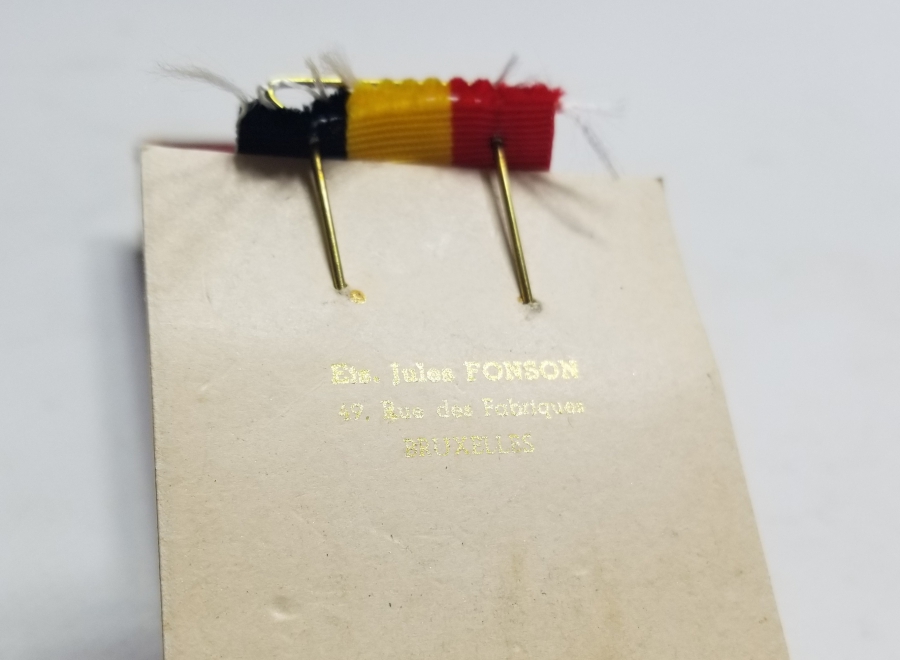 Ets. Jules FONSON
49. Rue des Fabriques
BRUXELLES